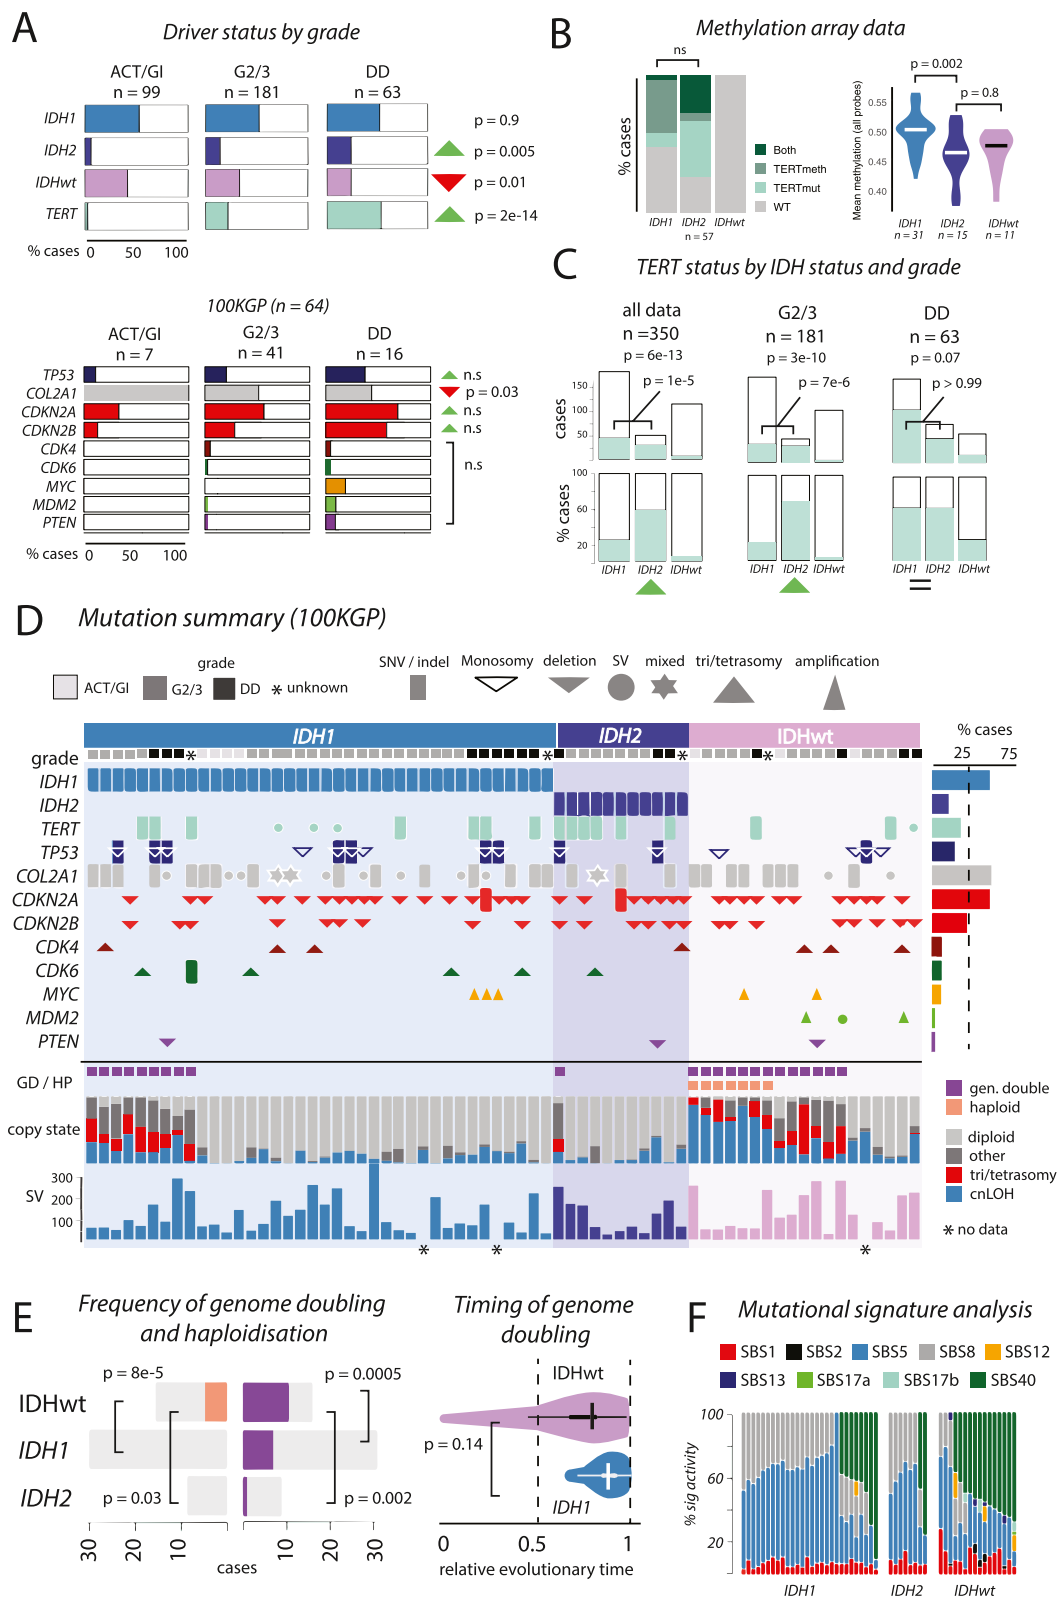 A
Driver status by grade
ACT/GI G2/3 DD
n = 99 n = 181 n = 63
IDH1 p = 0.9
IDH2 p = 0.005
IDHwt p = 0.01
TERT p = 2e-14
% cases 0 50 100
100KGP (n = 64)
ACT/GI G2/3 DD
n = 7 n = 41 n = 16
TP53 n.s
COL2A1 p = 0.03
CDKN2A n.s
CDKN2B n.s
CDK4
CDK6 n.s
MYC
MDM2
PTEN
% cases 0 50 100
B
Methylation array data
ns
% cases
Both
TERTmeth
TERTmut
WT
IDH1 IDH2 IDHwt
n = 57
p = 0.002
p = 0.8
Mean methylation (all probes)
0.55
0.50
0.45
0.40
IDH1 IDH2 IDHwt
n = 31 n = 15 n = 11
C
TERT status by IDH status and grade
all data G2/3 DD
n =350 n = 181 n = 63
p = 6e-13 p = 3e-10 p = 0.07
p = 1e-5 p = 7e-6 p > 0.99
cases
150
100
50
% cases
100
60
20
IDH1 IDH2 IDHwt IDH1 IDH2 IDHwt IDH1 IDH2 IDHwt
D
Mutation summary (100KGP)
grade
ACT/GI G2/3 DD * unknown
SNV / indel Monosomy deletion SV mixed tri/tetrasomy amplification
IDH1 IDH2 IDHwt
% cases
25 75
grade * * * *
IDH1
IDH2
TERT
TP53
COL2A1
CDKN2A
CDKN2B
CDK4
CDK6
MYC
MDM2
PTEN
GD / HP
copy state
SV
300
200
100
* * *
gen. double
haploid
diploid
other
tri/tetrasomy
cnLOH
* no data
E
Frequency of genome doubling
and haploidisation
p = 8e-5 p = 0.0005
IDHwt
IDH1
IDH2
p = 0.03 p = 0.002
30 20 10 10 20 30
cases
Timing of genome
doubling
IDHwt
p = 0.14
IDH1
0 0.5 1
relative evolutionary time
F
Mutational signature analysis
SBS1 SBS2 SBS5 SBS8 SBS12
SBS13 SBS17a SBS17b SBS40
% sig activity
100
60
20
IDH1 IDH2 IDHwt